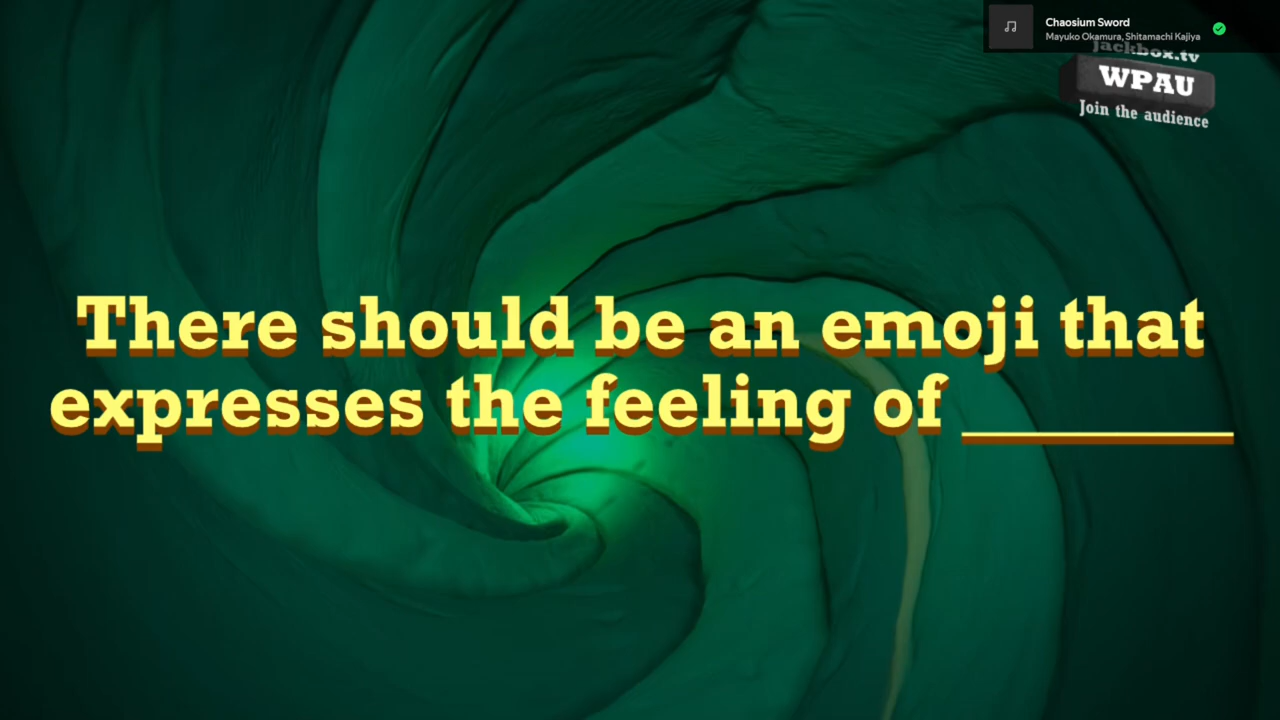 Chaosium Sword
Mayuko Okamura, Shitamachi Kajiya
jackbox.tv
WPAU
Join the audience
There should be an emoji that
expresses the feeling of ________